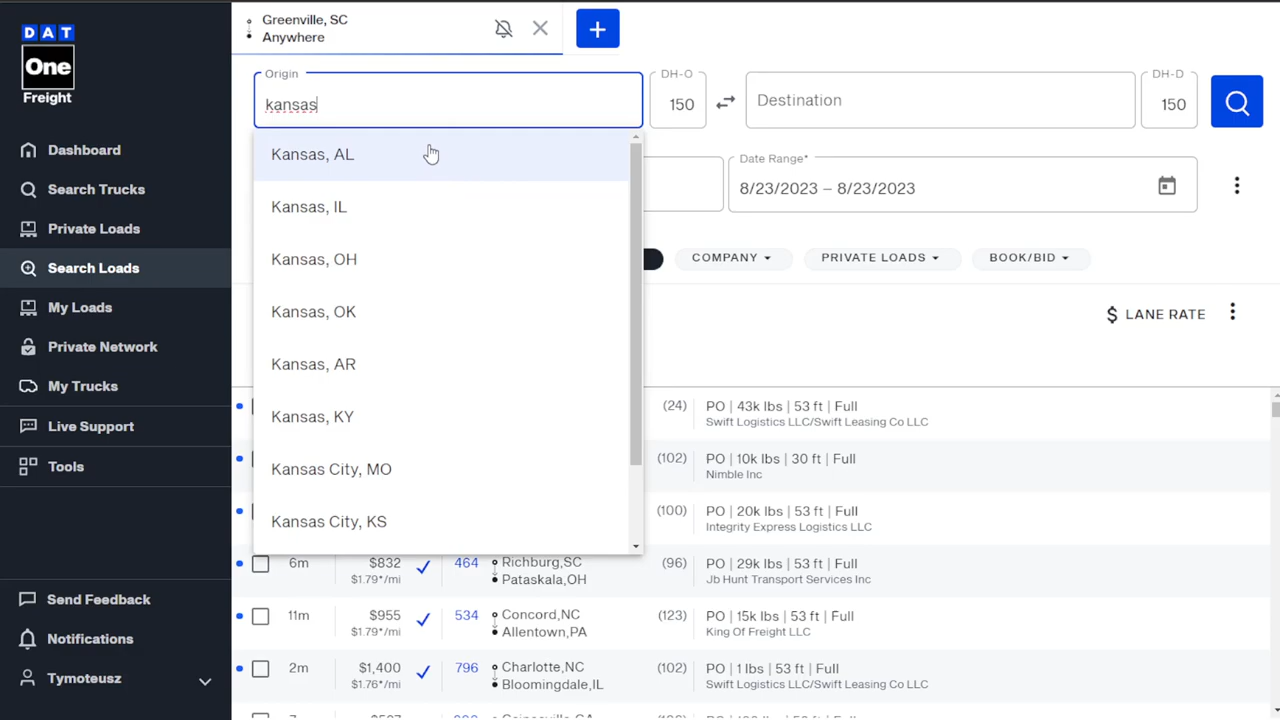 DAT
One
Freight
Dashboard
Search Trucks
Private Loads
Search Loads
My Loads
Private Network
My Trucks
Live Support
Tools
Send Feedback
Notifications
Tymoteusz
Greenville, SC
Anywhere
Origin
kansas
DH-O
150
Destination
DH-D
150
Kansas, AL
Kansas, IL
Kansas, OH
Kansas, OK
Kansas, AR
Kansas, KY
Kansas City, MO
Kansas City, KS
Date Range*
8/23/2023 – 8/23/2023
COMPANY
PRIVATE LOADS
BOOK/BID
$ LANE RATE
(24) PO | 43k lbs | 53 ft | Full
Swift Logistics LLC/Swift Leasing Co LLC
(102) PO | 10k lbs | 30 ft | Full
Nimble Inc
(100) PO | 20k lbs | 53 ft | Full
Integrity Express Logistics LLC
6m $832 464 Richburg,SC (96) PO | 29k lbs | 53 ft | Full
$1.79*/mi Pataskala,OH Jb Hunt Transport Services Inc
11m $955 534 Concord,NC (123) PO | 15k lbs | 53 ft | Full
$1.79*/mi Allentown,PA King Of Freight LLC
2m $1,400 796 Charlotte,NC (102) PO | 1 lbs | 53 ft | Full
$1.76*/mi Bloomingdale,IL Swift Logistics LLC/Swift Leasing Co LLC